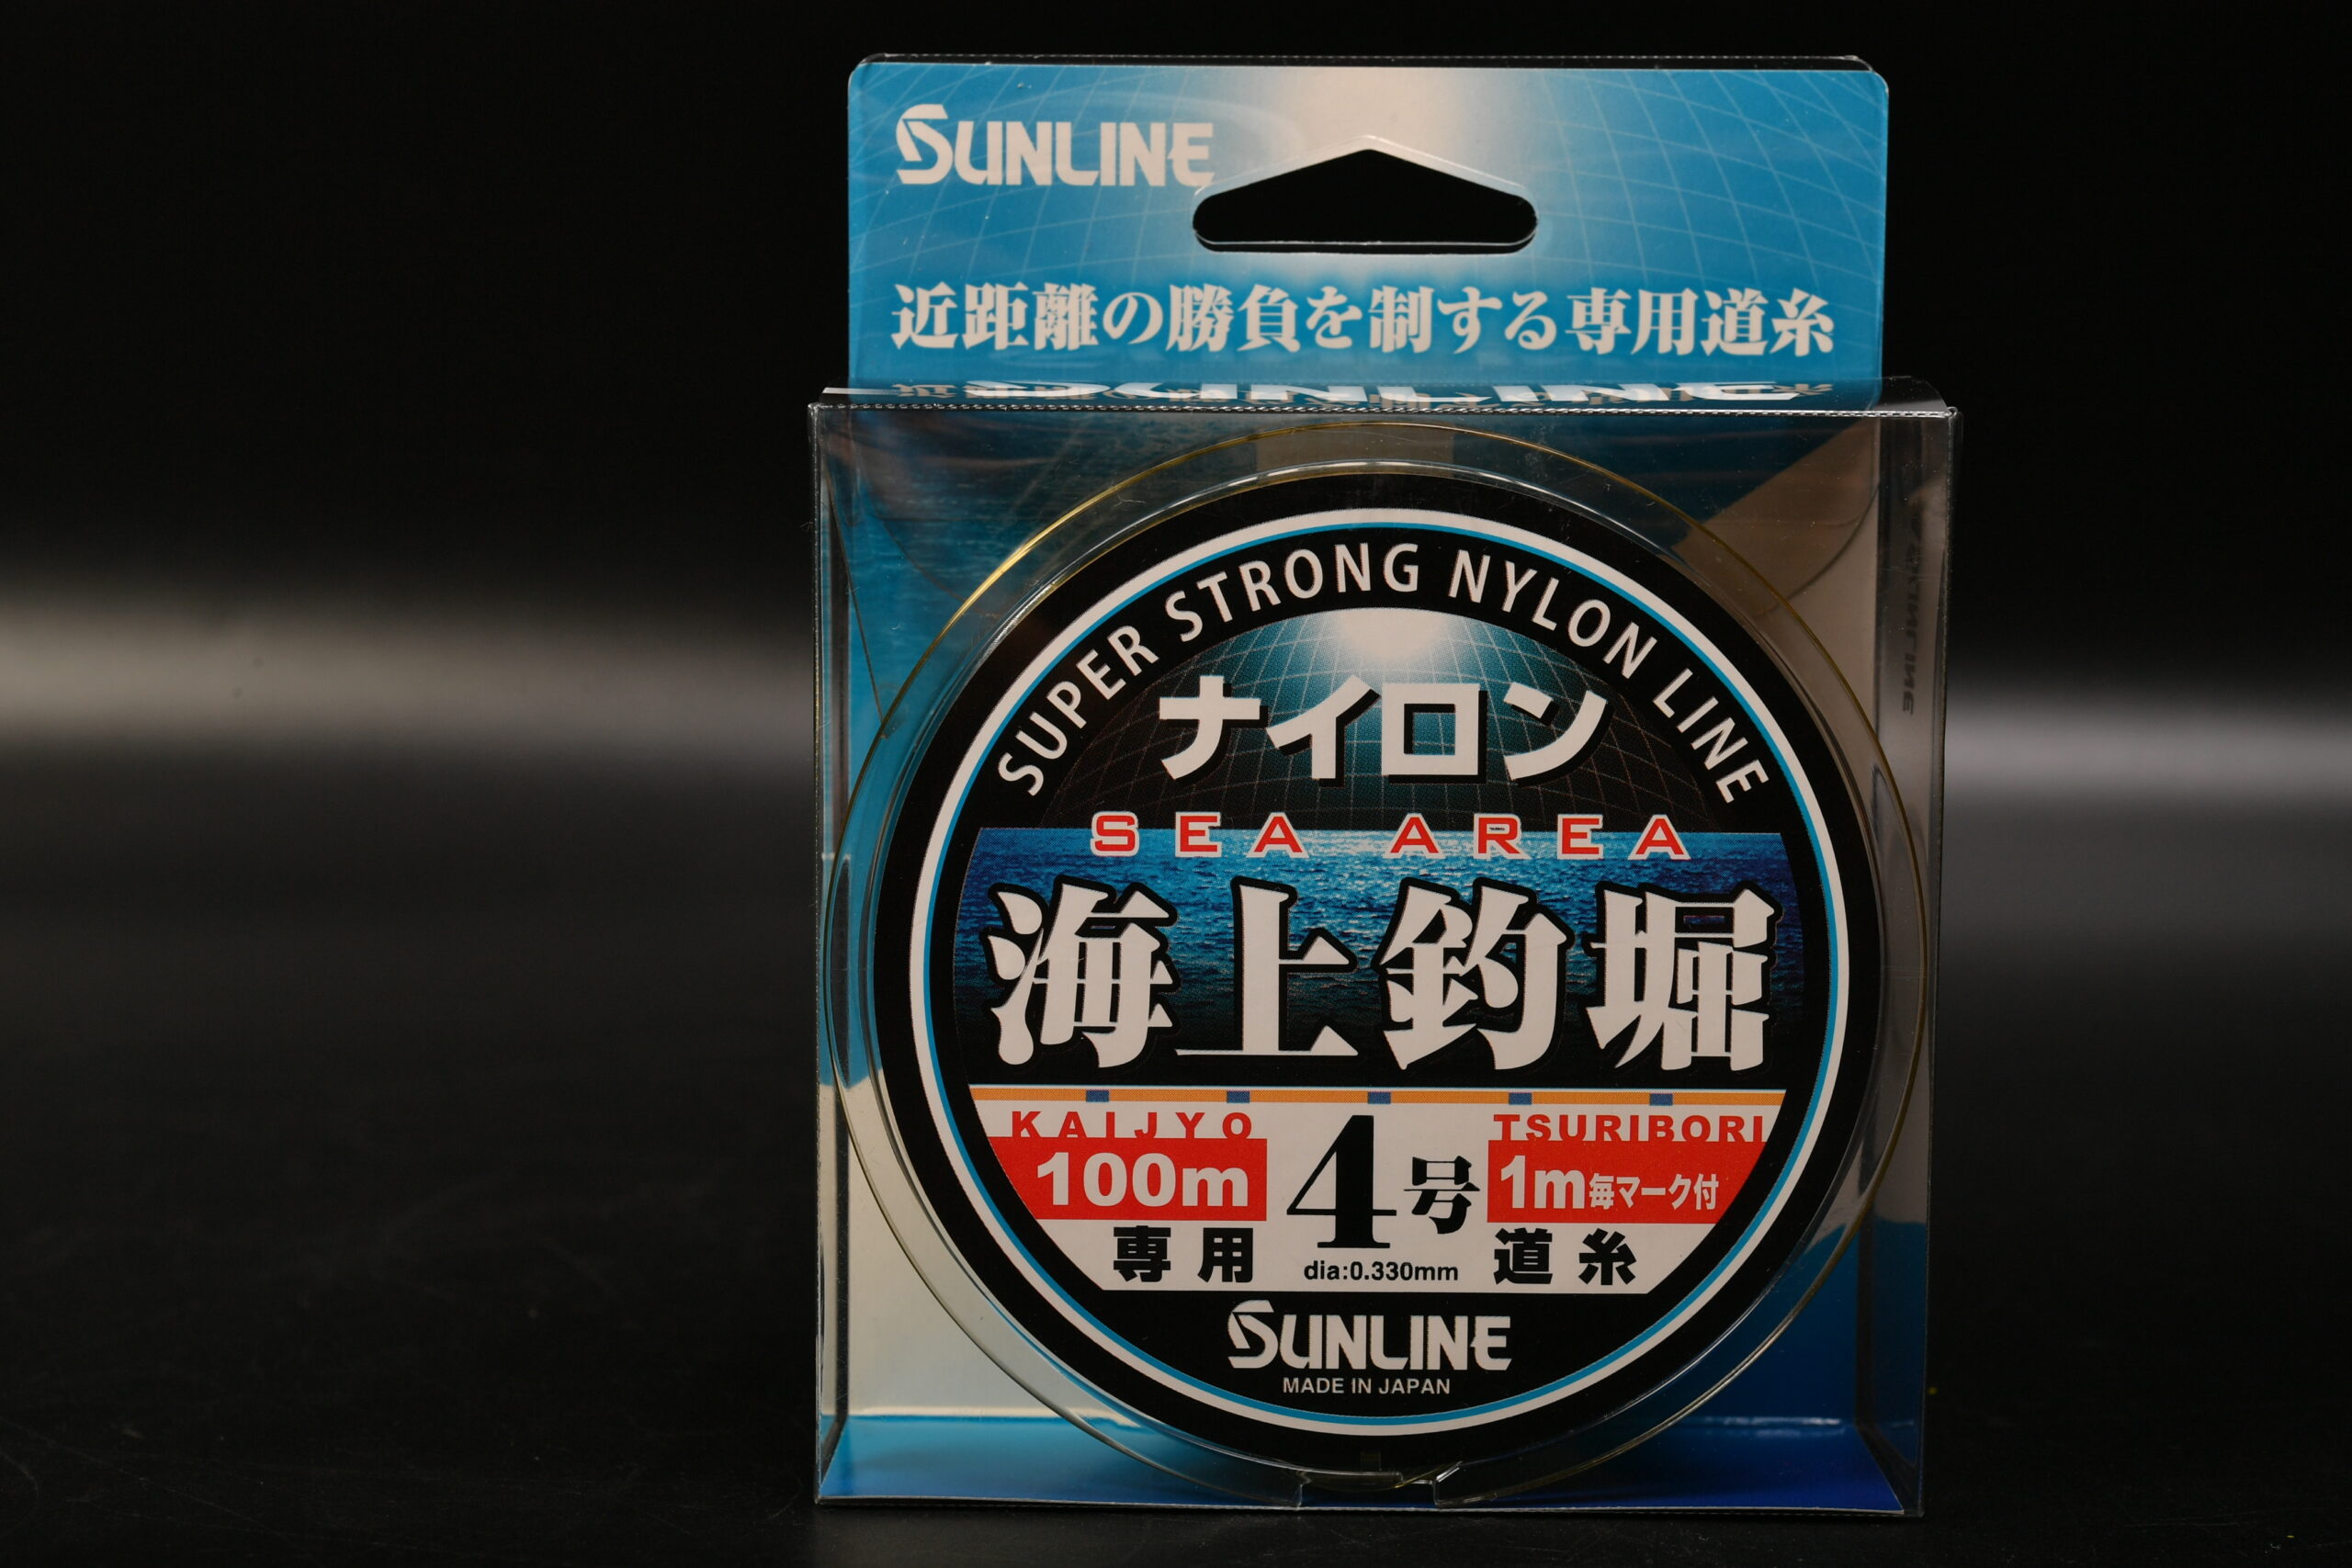 SUNLINE
近距離の勝負を制する専用道糸
SUPER STRONG NYLON LINE
ナイロン
SEA AREA
海上釣堀
KAIJYO
TSURIBORI
100m
4号
1m毎マーク付
専用
dia:0.330mm
道糸
SUNLINE
MADE IN JAPAN